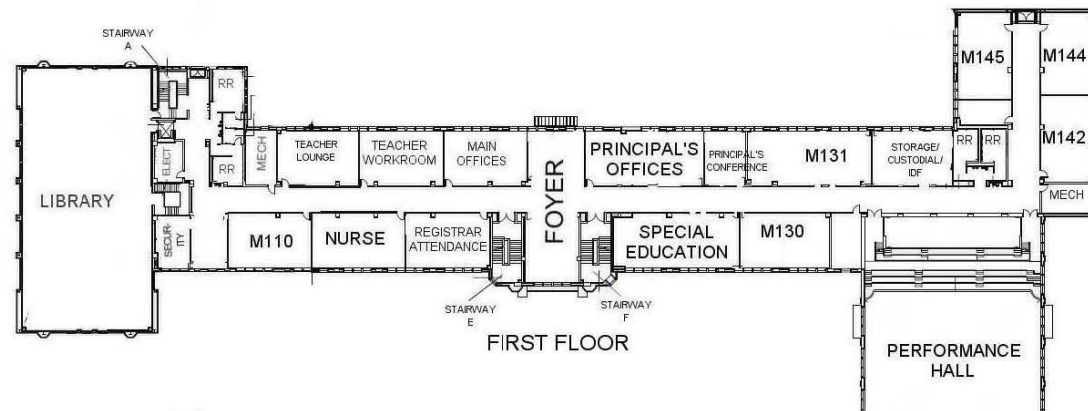 STAIRWAY
A
RR
M145
M144
MECH
TEACHER
LOUNGE
TEACHER
WORKROOM
MAIN
OFFICES
FOYER
PRINCIPAL'S
OFFICES
PRINCIPAL'S
CONFERENCE
M131
STORAGE/
CUSTODIAL/
IDF
RR
RR
M142
ELECT
RR
LIBRARY
MECH
SECUR-
ITY
M110
NURSE
REGISTRAR
ATTENDANCE
SPECIAL
EDUCATION
M130
STAIRWAY
E
STAIRWAY
F
FIRST FLOOR
PERFORMANCE
HALL